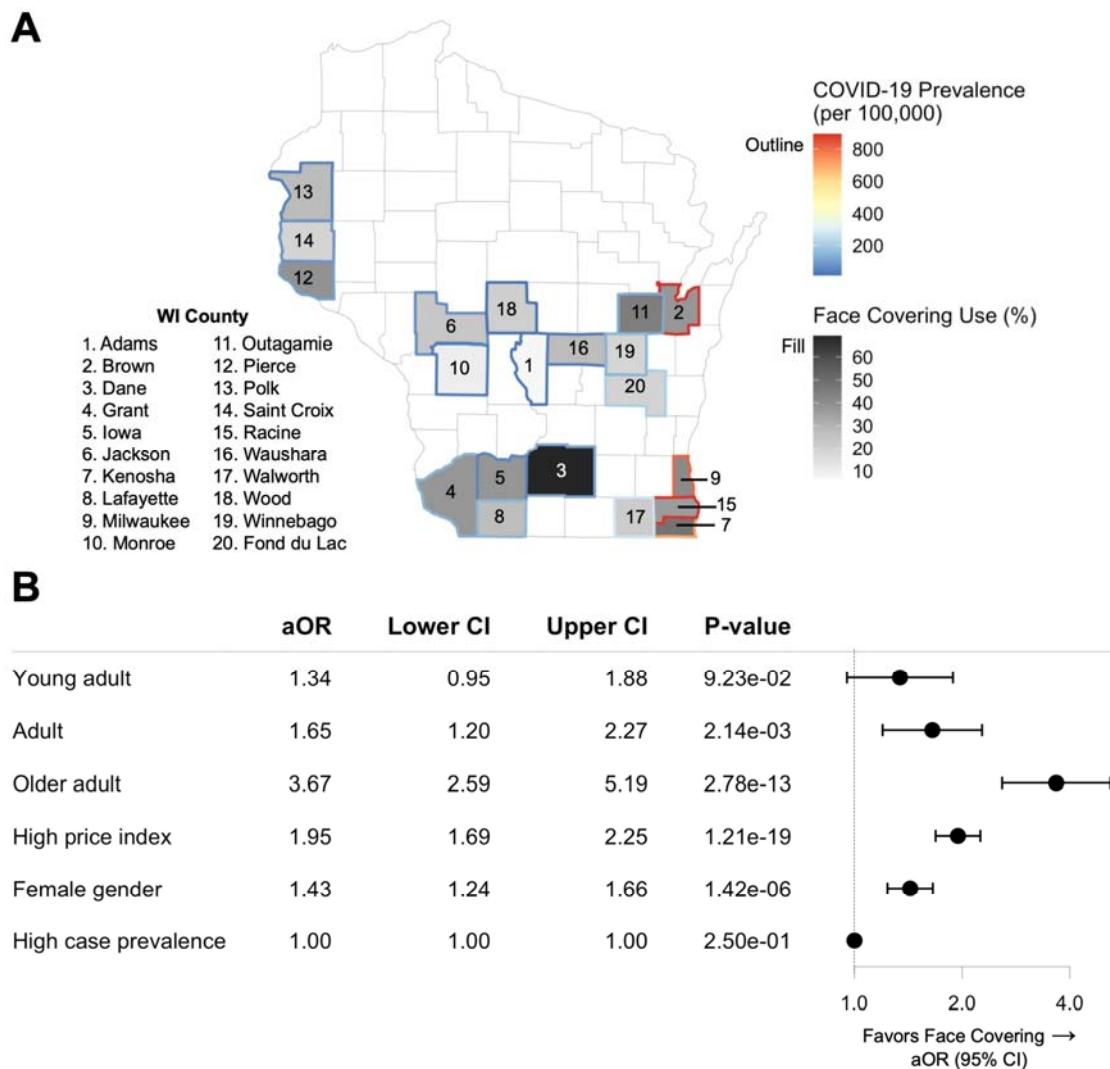 A
COVID-19 Prevalence
(per 100,000)
Outline
800
600
400
200
Face Covering Use (%)
Fill
60
50
40
30
20
10
13
14
12
6
18
10
1
16
11
2
19
20
4
5
3
8
17
9
15
7
WI County
1. Adams 11. Outagamie
2. Brown 12. Pierce
3. Dane 13. Polk
4. Grant 14. Saint Croix
5. Iowa 15. Racine
6. Jackson 16. Waushara
7. Kenosha 17. Walworth
8. Lafayette 18. Wood
9. Milwaukee 19. Winnebago
10. Monroe 20. Fond du Lac
B
aOR Lower CI Upper CI P-value
Young adult 1.34 0.95 1.88 9.23e-02
Adult 1.65 1.20 2.27 2.14e-03
Older adult 3.67 2.59 5.19 2.78e-13
High price index 1.95 1.69 2.25 1.21e-19
Female gender 1.43 1.24 1.66 1.42e-06
High case prevalence 1.00 1.00 1.00 2.50e-01
1.0 2.0 4.0
Favors Face Covering →
aOR (95% CI)